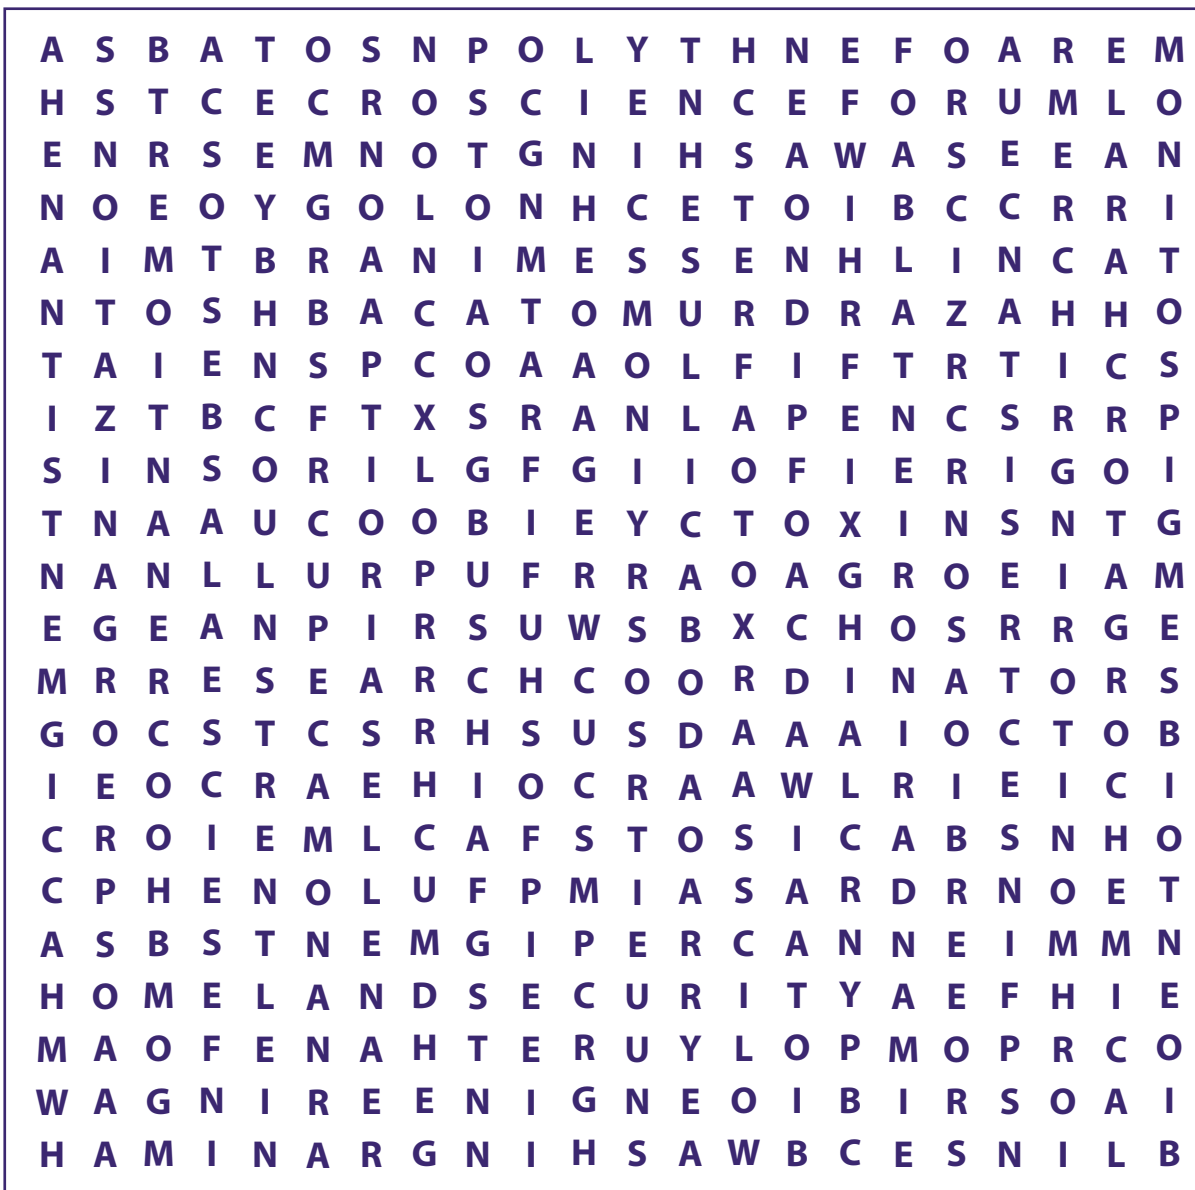 A S B A T O S N P O L Y T H N E F O A R E M
H S T C E C R O S C I E N C E F O R U M L O
E N R S E M N O T G N I H S A W A S E E A N
N O E O Y G O L O N H C E T O I B C C R R I
A I M T B R A N I M E S S E N H L I N C A T
N T O S H B A C A T O M U R D R A Z A H H O
T A I E N S P C O A A O L F I F T R T I C S
I Z T B C F T X S R A N L A P E N C S R R P
S I N S O R I L G F G I I O F I E R I G O I
T N A A U C O O B I E Y C T O X I N S N T G
N A N L L U R P U F R R A O A G R O E I A M
E G E A N P I R S U W S B X C H O S R R G E
M R R E S E A R C H C O O R D I N A T O R S
G O C S T C S R H S U S D A A A I O C T O B
I E O C R A E H I O C R A A W L R I E I C I
C R O I E M L C A F S T O S I C A B S N H O
C P H E N O L U F P M I A S A R D R N O E T
A S B S T N E M G I P E R C A N N E I M M N
H O M E L A N D S E C U R I T Y A E F H I E
M A O F E N A H T E R U Y L O P M O P R C O
W A G N I R E E N I G N E O I B I R S O A I
H A M I N A R G N I H S A W B C E S N I L B